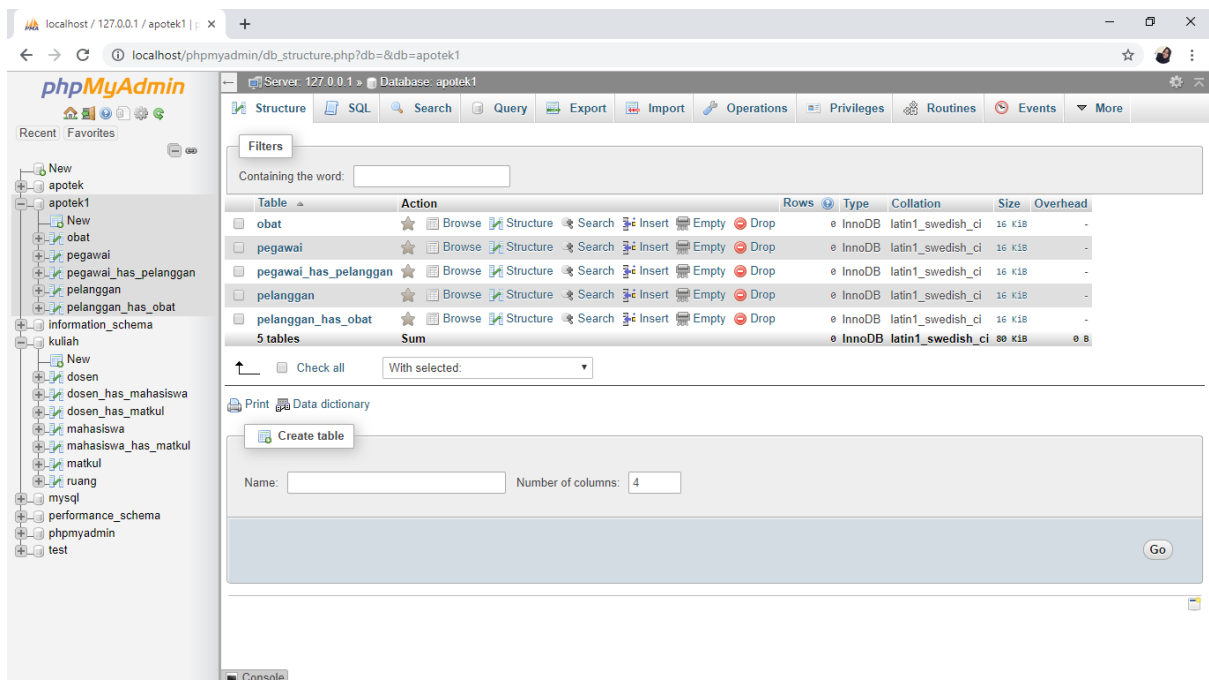 localhost / 127.0.0.1 / apotek1 | p
localhost/phpmyadmin/db_structure.php?db=&db=apotek1
phpMyAdmin
Recent Favorites
New
apotek
apotek1
New
obat
pegawai
pegawai_has_pelanggan
pelanggan
pelanggan_has_obat
information_schema
kuliah
New
dosen
dosen_has_mahasiswa
dosen_has_matkul
mahasiswa
mahasiswa_has_matkul
matkul
ruang
mysql
performance_schema
phpmyadmin
test
Server: 127.0.0.1 » Database: apotek1
Structure SQL Search Query Export Import Operations Privileges Routines Events More
Filters
Containing the word:
Table Action Rows Type Collation Size Overhead
obat Browse Structure Search Insert Empty Drop 0 InnoDB latin1_swedish_ci 16 KiB -
pegawai Browse Structure Search Insert Empty Drop 0 InnoDB latin1_swedish_ci 16 KiB -
pegawai_has_pelanggan Browse Structure Search Insert Empty Drop 0 InnoDB latin1_swedish_ci 16 KiB -
pelanggan Browse Structure Search Insert Empty Drop 0 InnoDB latin1_swedish_ci 16 KiB -
pelanggan_has_obat Browse Structure Search Insert Empty Drop 0 InnoDB latin1_swedish_ci 16 KiB -
5 tables Sum 0 InnoDB latin1_swedish_ci 80 KiB 0 B
Check all With selected:
Print Data dictionary
Create table
Name: Number of columns: 4
Go
Console